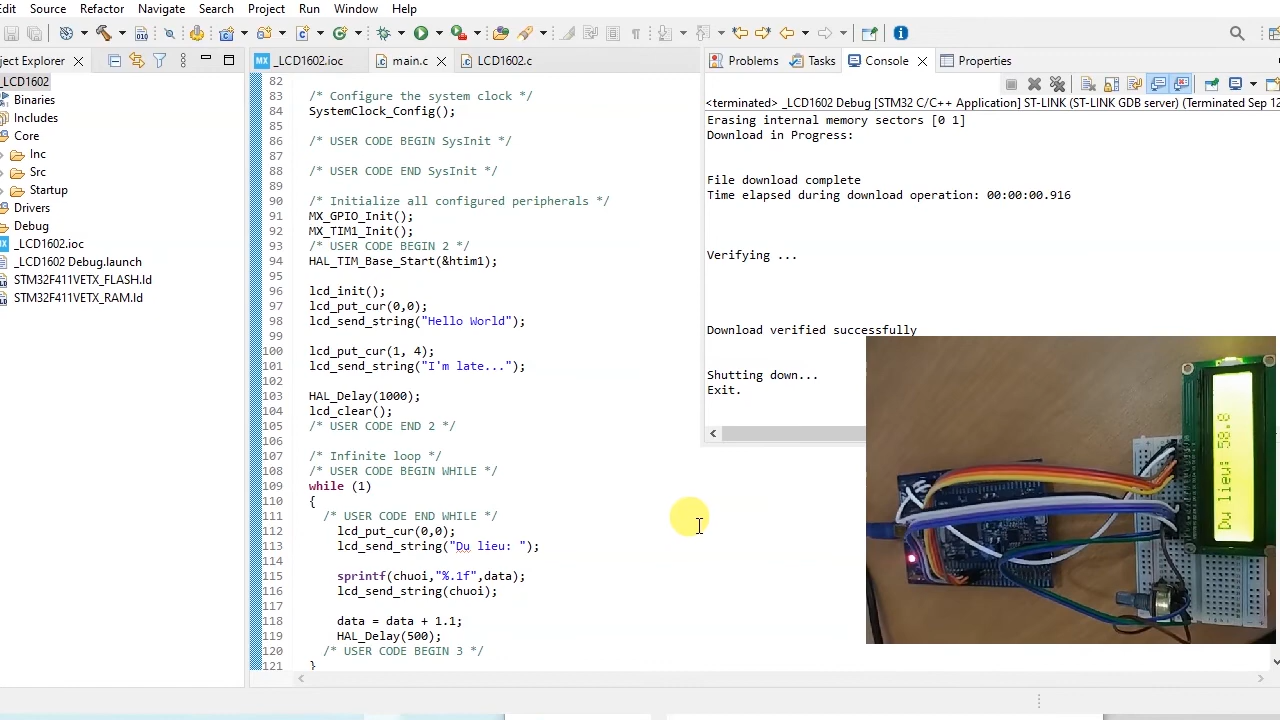 Edit Source Refactor Navigate Search Project Run Window Help
ject Explorer
_LCD1602
Binaries
Includes
Core
Inc
Src
Startup
Drivers
Debug
_LCD1602.ioc
_LCD1602 Debug.launch
STM32F411VETX_FLASH.ld
STM32F411VETX_RAM.ld
MX _LCD1602.ioc main.c LCD1602.c
82
83 /* Configure the system clock */
84 SystemClock_Config();
85
86 /* USER CODE BEGIN SysInit */
87
88 /* USER CODE END SysInit */
89
90 /* Initialize all configured peripherals */
91 MX_GPIO_Init();
92 MX_TIM1_Init();
93 /* USER CODE BEGIN 2 */
94 HAL_TIM_Base_Start(&htim1);
95
96 lcd_init();
97 lcd_put_cur(0,0);
98 lcd_send_string("Hello World");
99
100 lcd_put_cur(1, 4);
101 lcd_send_string("I'm late...");
102
103 HAL_Delay(1000);
104 lcd_clear();
105 /* USER CODE END 2 */
106
107 /* Infinite loop */
108 /* USER CODE BEGIN WHILE */
109 while (1)
110 {
111 /* USER CODE END WHILE */
112 lcd_put_cur(0,0);
113 lcd_send_string("Du lieu: ");
114
115 sprintf(chuoi,"%.1f",data);
116 lcd_send_string(chuoi);
117
118 data = data + 1.1;
119 HAL_Delay(500);
120 /* USER CODE BEGIN 3 */
121 }
Problems Tasks Console Properties
<terminated> _LCD1602 Debug [STM32 C/C++ Application] ST-LINK (ST-LINK GDB server) (Terminated Sep 12
Erasing internal memory sectors [0 1]
Download in Progress:
File download complete
Time elapsed during download operation: 00:00:00.916
Verifying ...
Download verified successfully
Shutting down...
Exit.
Du lieu: 58.8